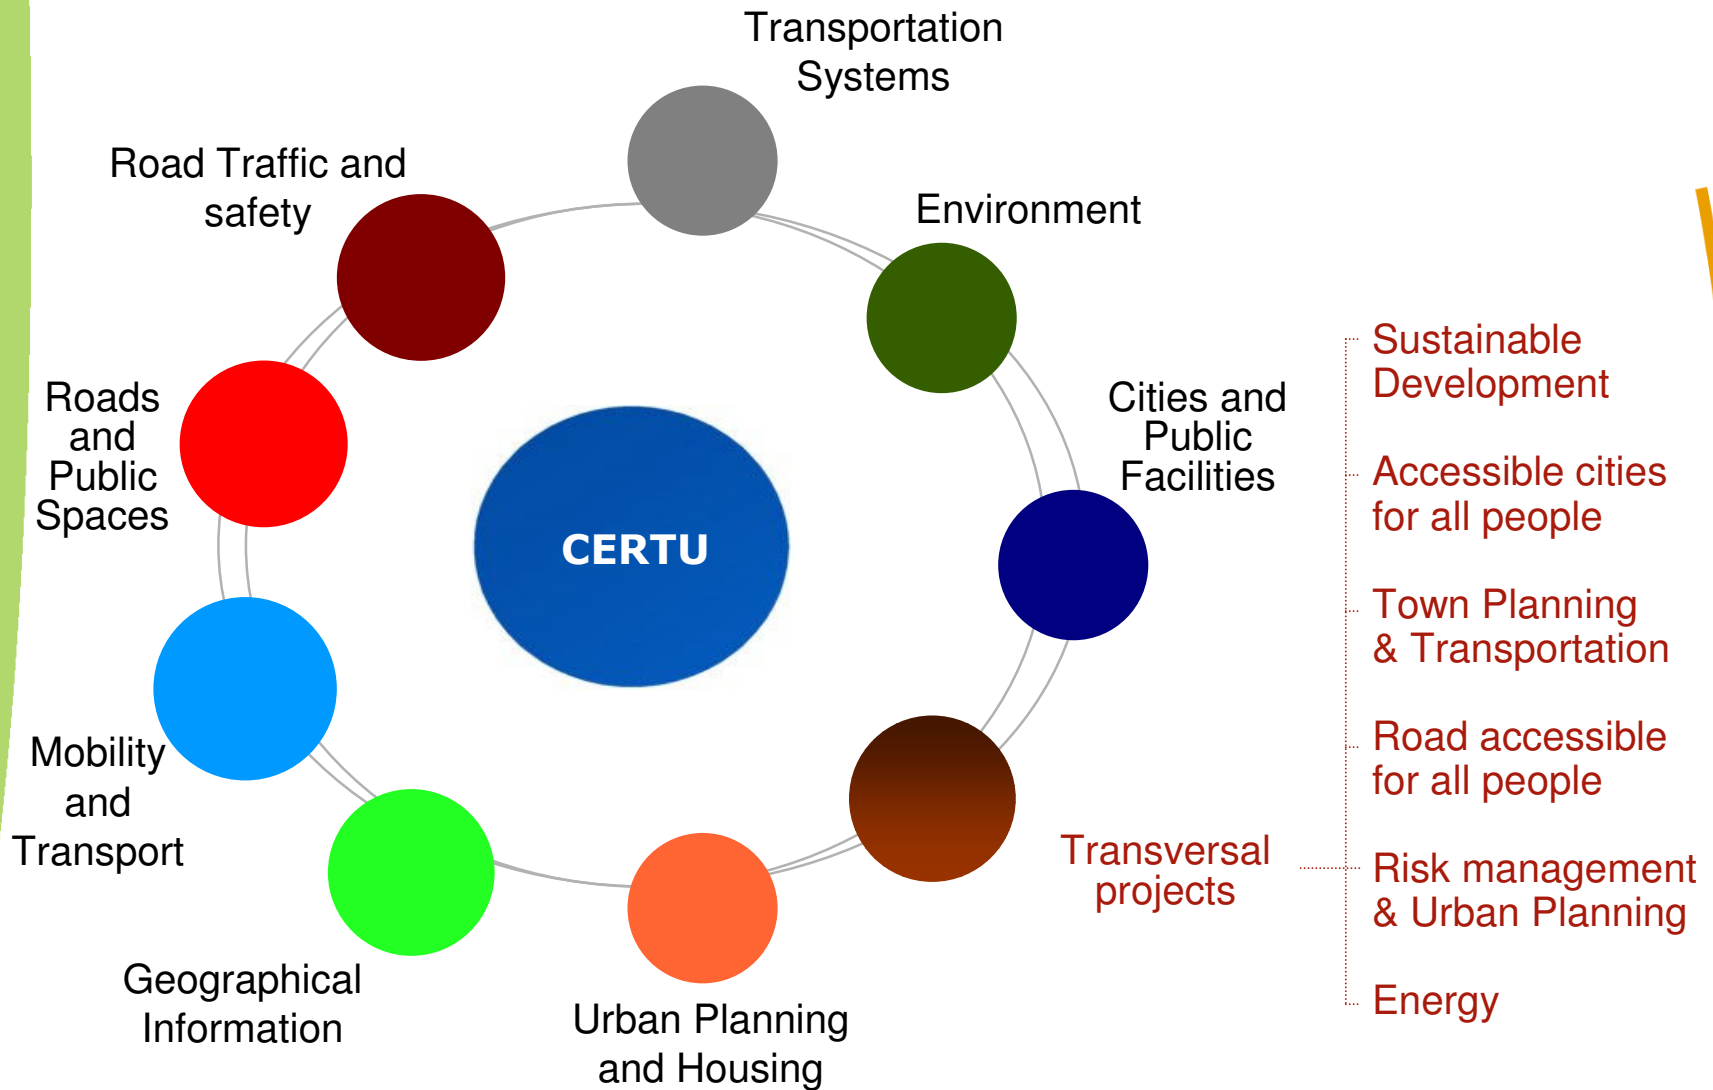 Transportation
Systems
Road Traffic and
safety
Environment
Sustainable
Development
Cities and
Public
Facilities
Roads
and
Public
Spaces
Accessible cities
for all people
CERTU
Town Planning
& Transportation
Mobility
and
Transport
Road accessible
for all people
Transversal
projects
Risk management
& Urban Planning
Geographical
Information
Urban Planning
and Housing
Energy